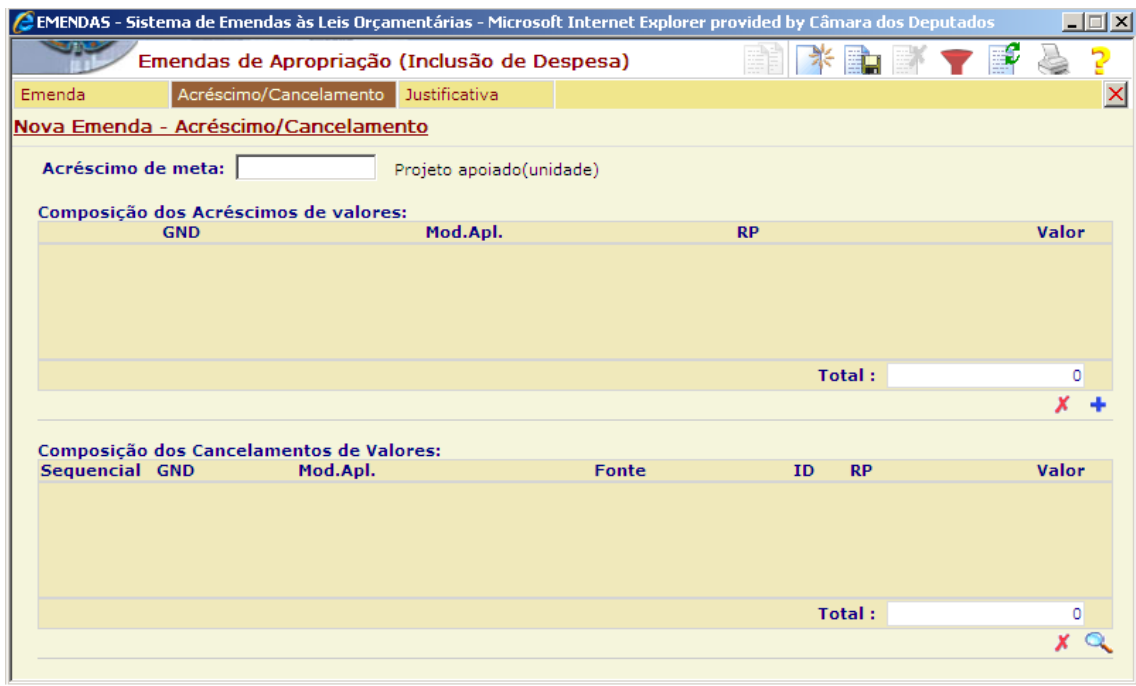 EMENDAS - Sistema de Emendas às Leis Orçamentárias - Microsoft Internet Explorer provided by Câmara dos Deputados
Emendas de Apropriação (Inclusão de Despesa)
Emenda Acréscimo/Cancelamento Justificativa
Nova Emenda - Acréscimo/Cancelamento
Acréscimo de meta: Projeto apoiado(unidade)
Composição dos Acréscimos de valores:
GND Mod.Apl. RP Valor
Total : 0
Composição dos Cancelamentos de Valores:
Sequencial GND Mod.Apl. Fonte ID RP Valor
Total : 0